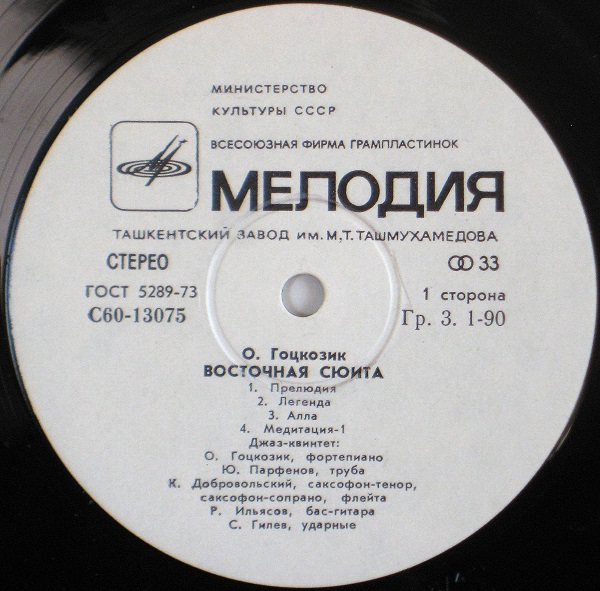 МИНИСТЕРСТВО
КУЛЬТУРЫ СССР
ВСЕСОЮЗНАЯ ФИРМА ГРАМПЛАСТИНОК
МЕЛОДИЯ
ТАШКЕНТСКИЙ ЗАВОД им. М.Т. ТАШМУХАМЕДОВА
СТЕРЕО 33
ГОСТ 5289-73 1 сторона
С60-13075 Гр. 3. 1-90
О. Гоцкозик
ВОСТОЧНАЯ СЮИТА
1. Прелюдия
2. Легенда
3. Алла
4. Медитация-1
Джаз-квинтет:
О. Гоцкозик, фортепиано
Ю. Парфенов, труба
К. Добровольский, саксофон-тенор,
саксофон-сопрано, флейта
Р. Ильясов, бас-гитара
С. Гилев, ударные